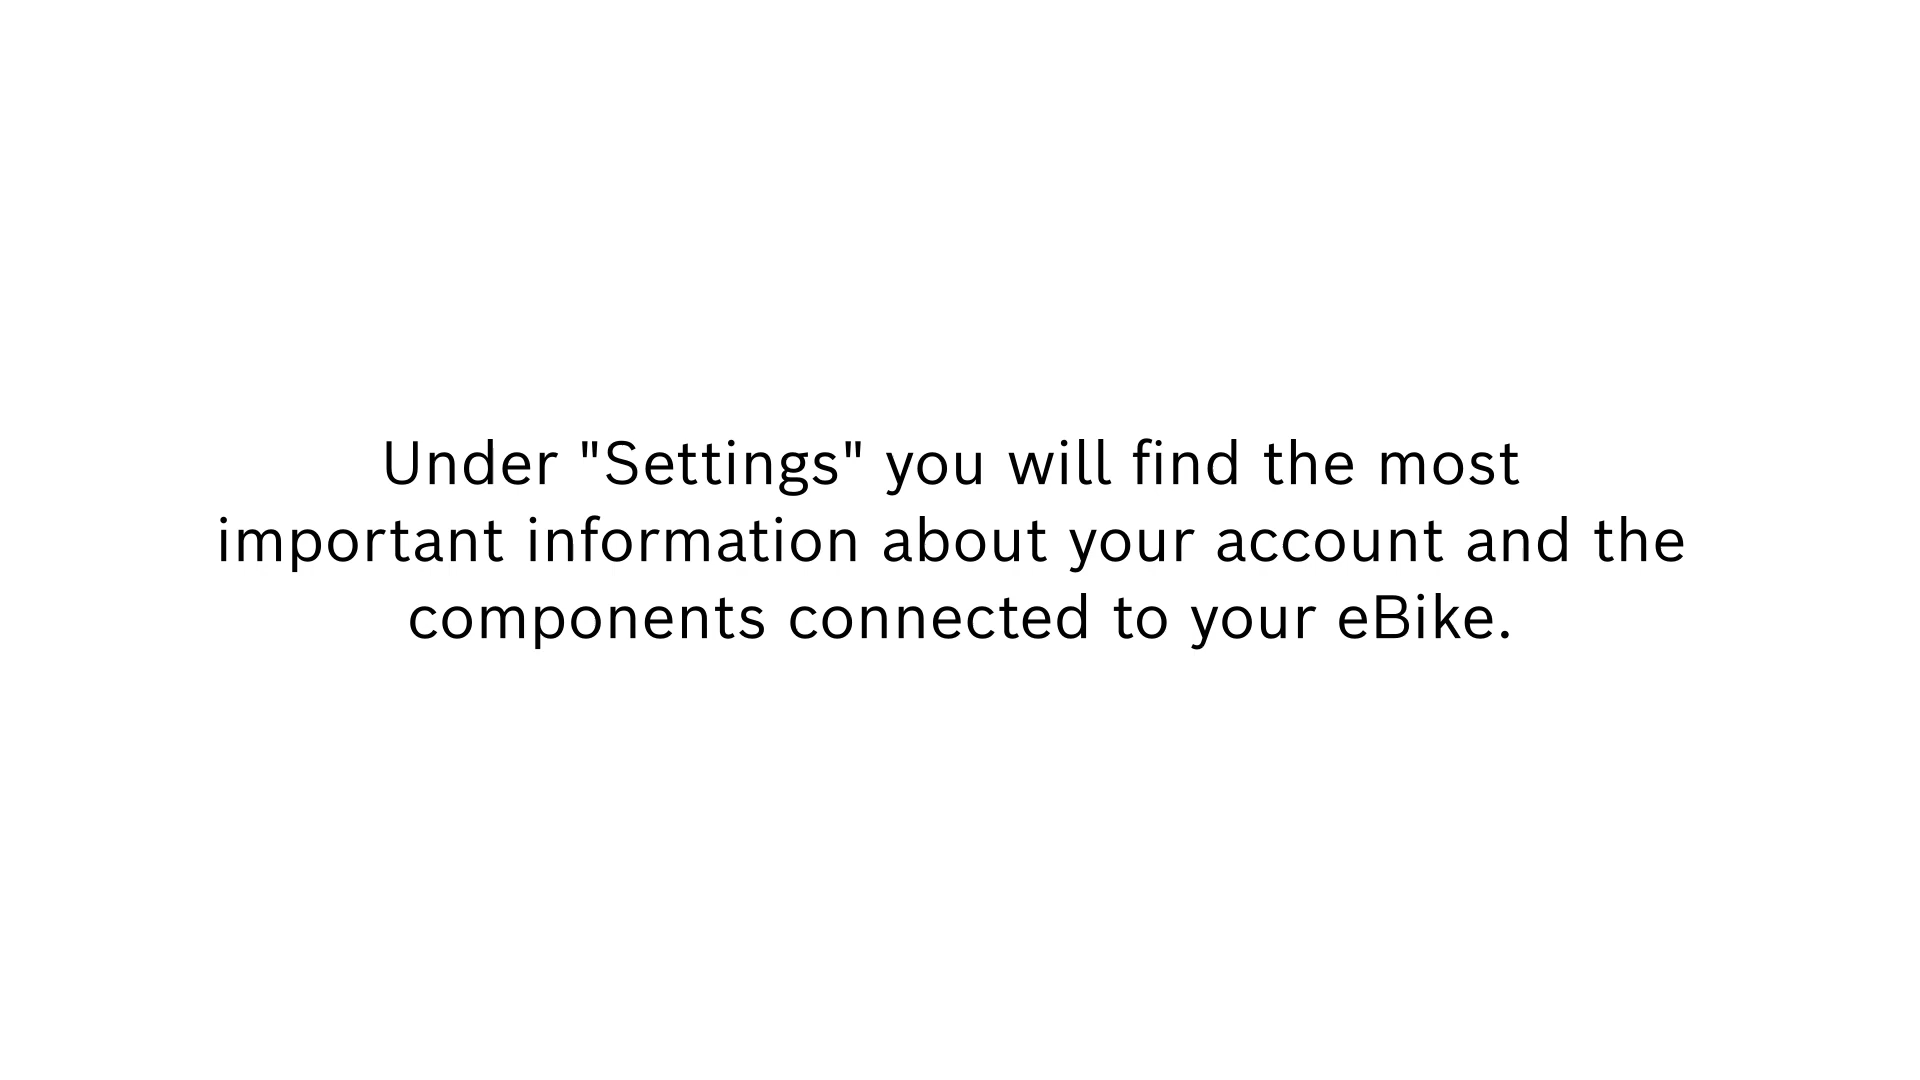 Under "Settings" you will find the most
important information about your account and the
components connected to your eBike.